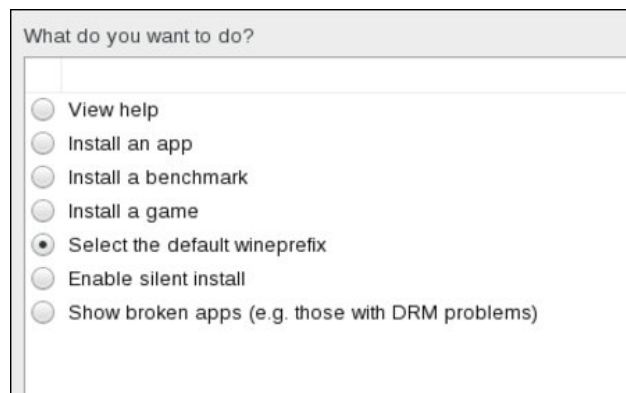 What do you want to do?
View help
Install an app
Install a benchmark
Install a game
Select the default wineprefix
Enable silent install
Show broken apps (e.g. those with DRM problems)